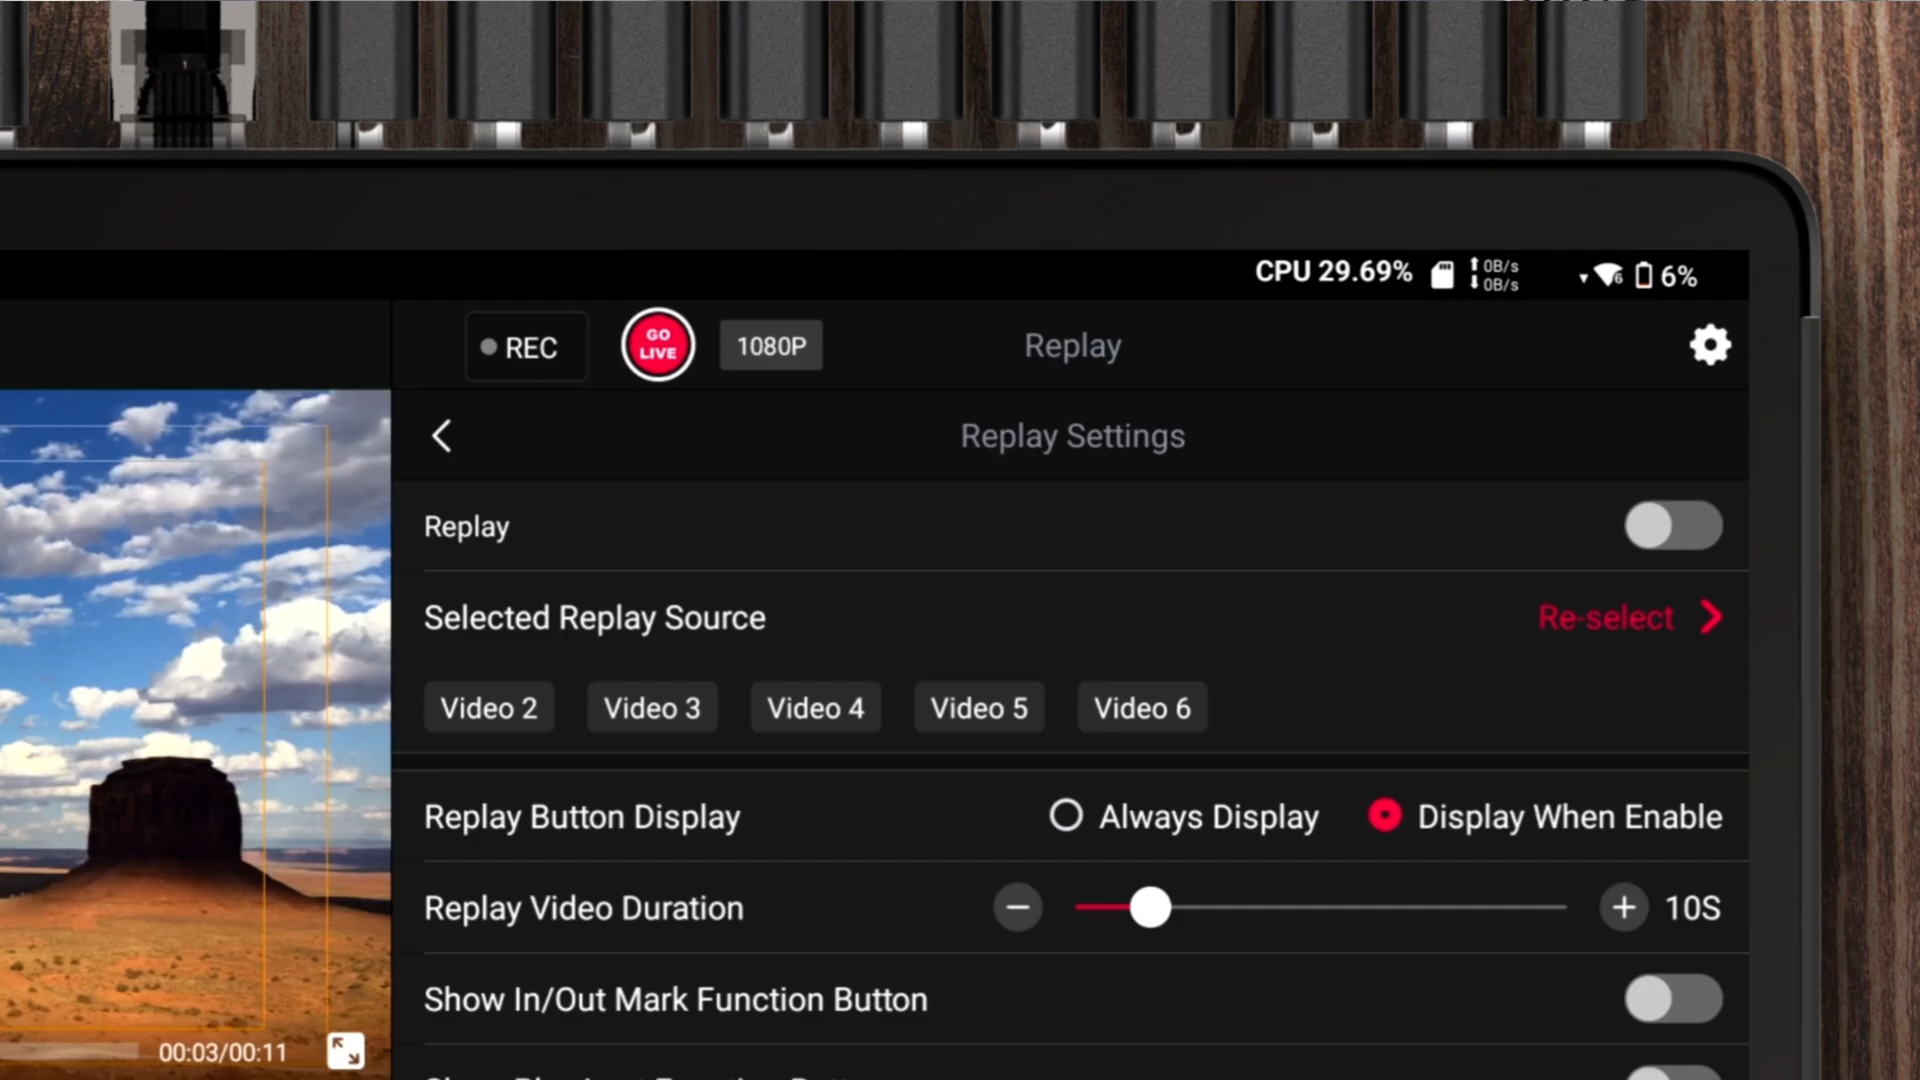 CPU 29.69%
0B/s
0B/s
6
6%
REC
GO
LIVE
1080P
Replay
Replay Settings
Replay
Selected Replay Source
Re-select
Video 2
Video 3
Video 4
Video 5
Video 6
Replay Button Display
Always Display
Display When Enable
Replay Video Duration
10S
Show In/Out Mark Function Button
00:03/00:11